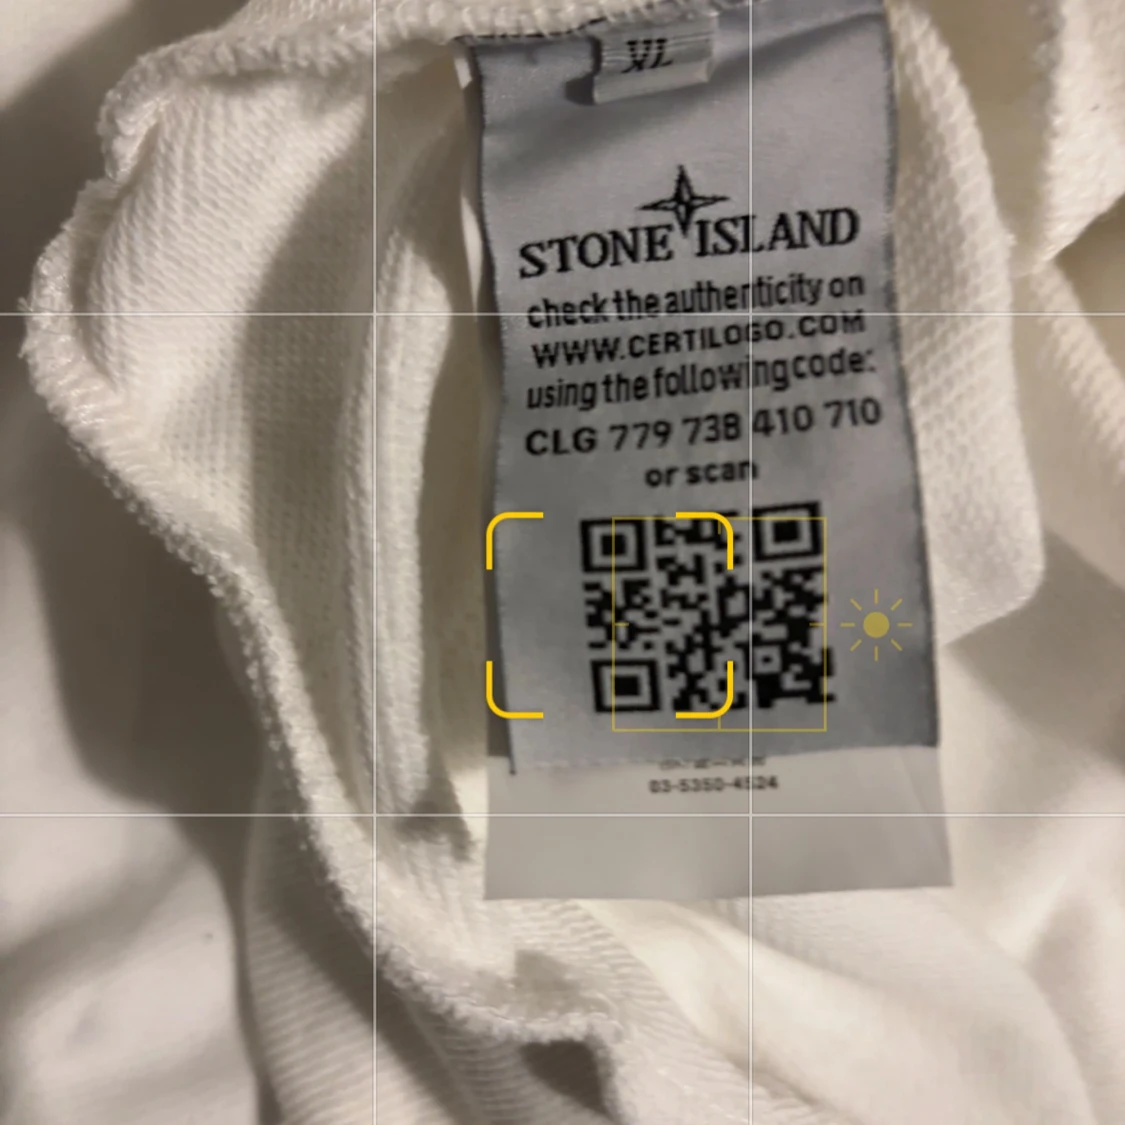 XL
STONE ISLAND
check the authenticity on
WWW.CERTILOGO.COM
using the following code:
CLG 779 738 410 710
or scan
03-5350-4524